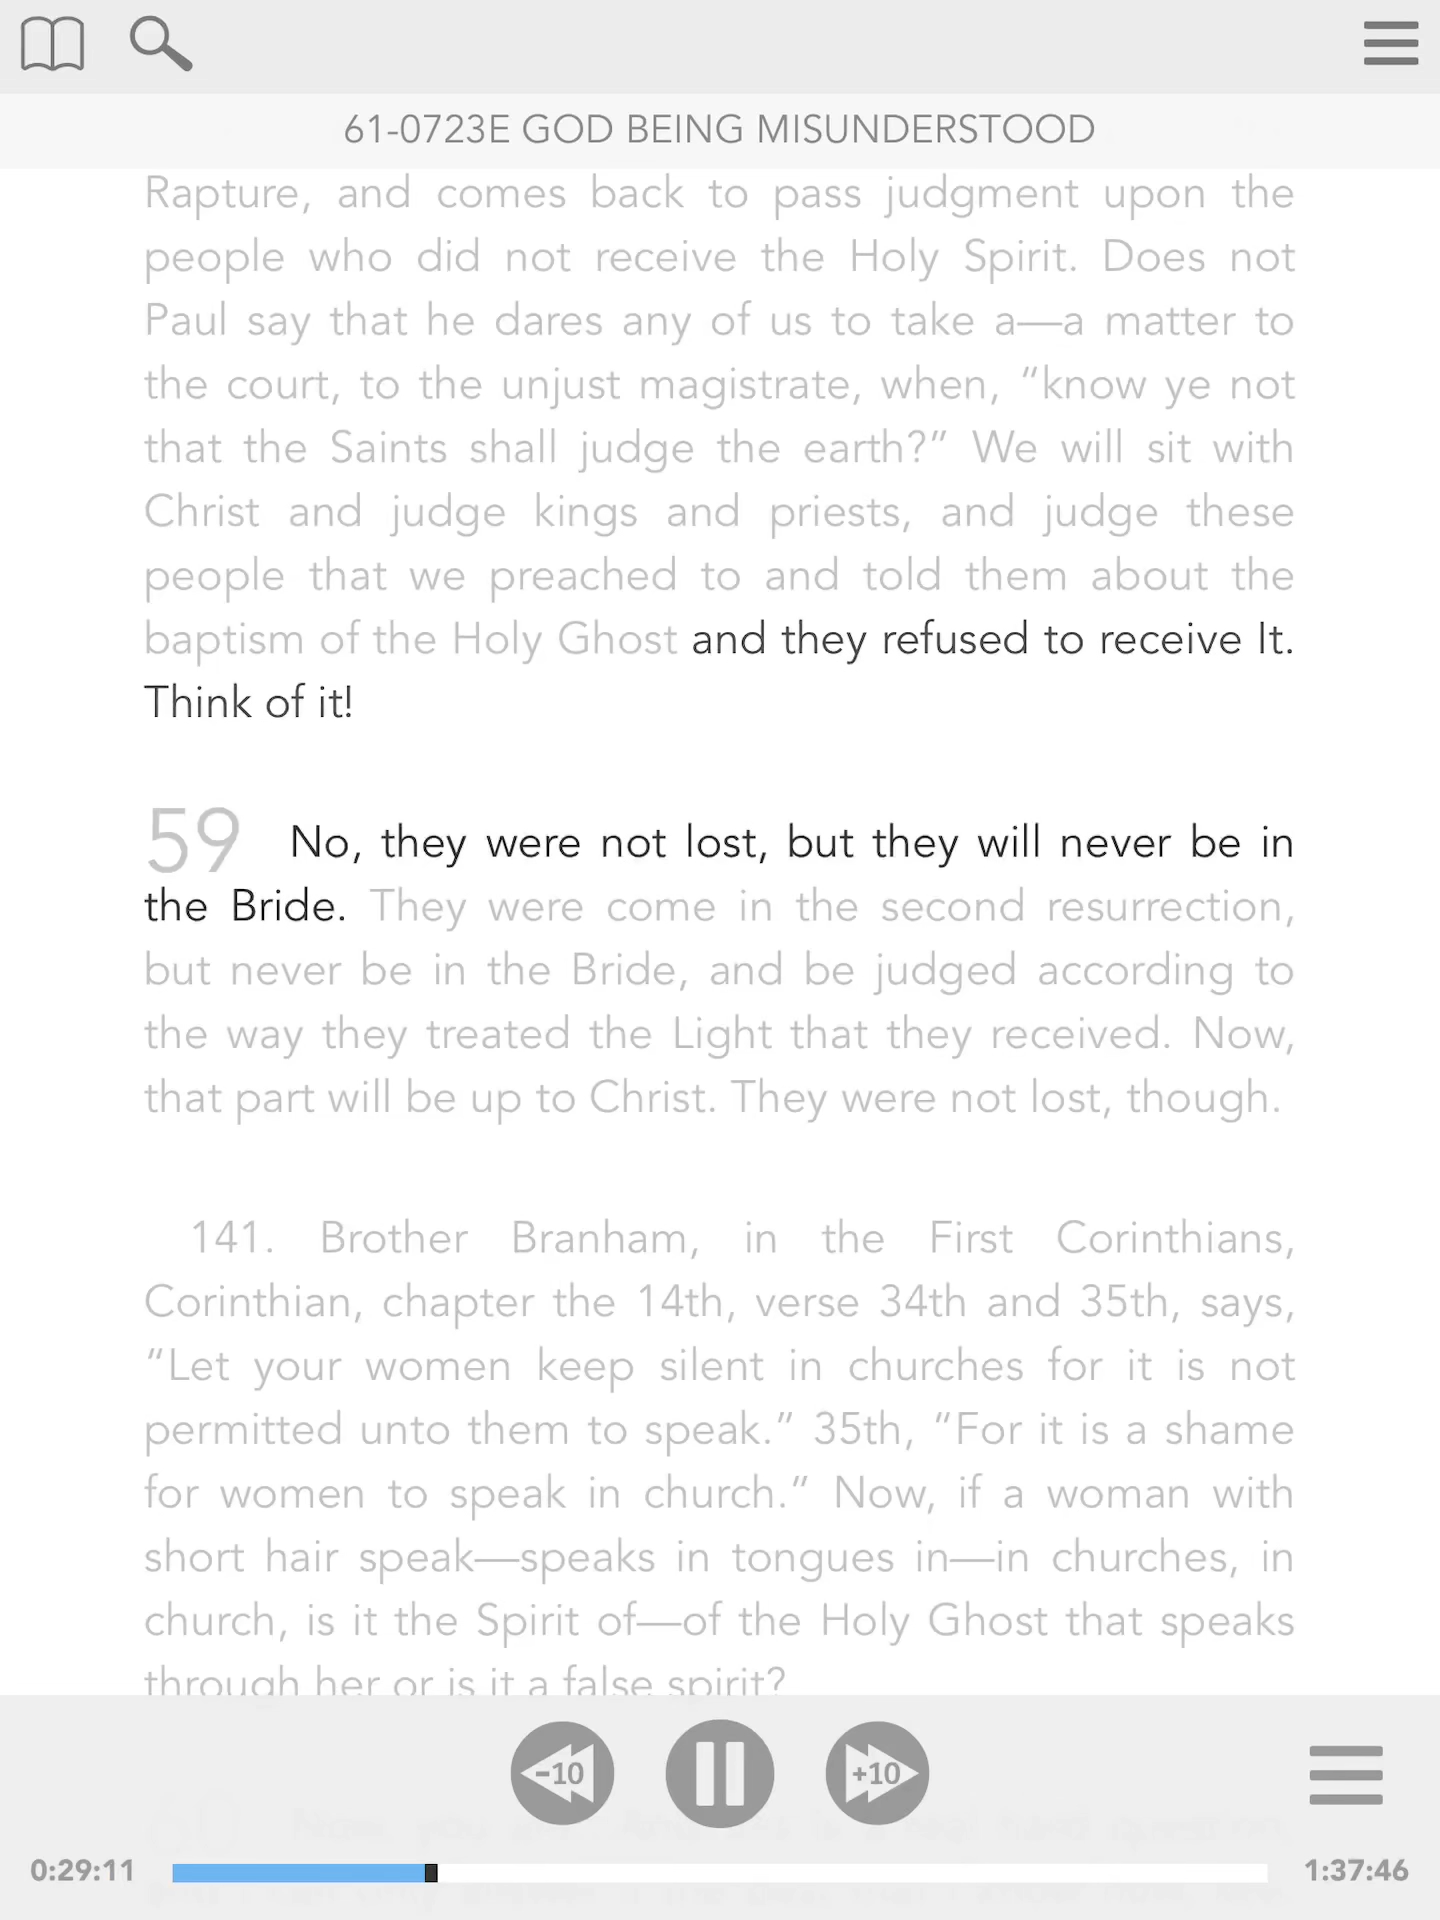 61-0723E GOD BEING MISUNDERSTOOD
Rapture, and comes back to pass judgment upon the
people who did not receive the Holy Spirit. Does not
Paul say that he dares any of us to take a—a matter to
the court, to the unjust magistrate, when, “know ye not
that the Saints shall judge the earth?” We will sit with
Christ and judge kings and priests, and judge these
people that we preached to and told them about the
baptism of the Holy Ghost and they refused to receive It.
Think of it!
59 No, they were not lost, but they will never be in
the Bride. They were come in the second resurrection,
but never be in the Bride, and be judged according to
the way they treated the Light that they received. Now,
that part will be up to Christ. They were not lost, though.
141. Brother Branham, in the First Corinthians,
Corinthian, chapter the 14th, verse 34th and 35th, says,
“Let your women keep silent in churches for it is not
permitted unto them to speak.” 35th, “For it is a shame
for women to speak in church.” Now, if a woman with
short hair speak—speaks in tongues in—in churches, in
church, is it the Spirit of—of the Holy Ghost that speaks
through her or is it a false spirit?
-10 +10
0:29:11 1:37:46